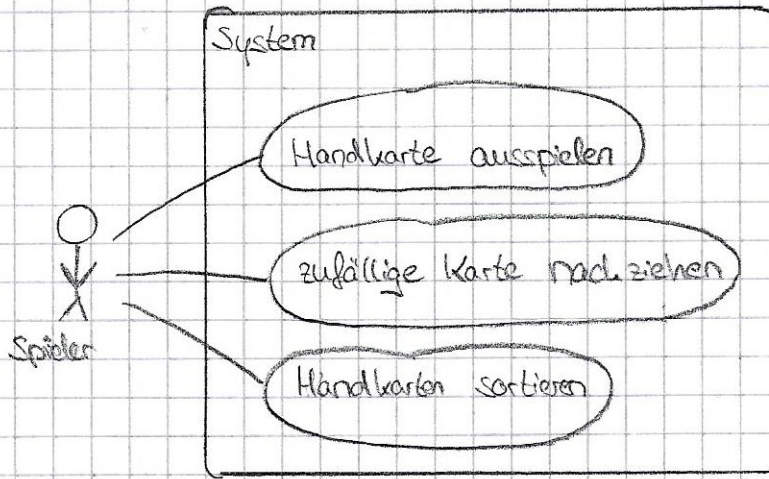 System
Handkarte ausspielen
zufällige Karte nachziehen
Spieler
Handkarten sortieren